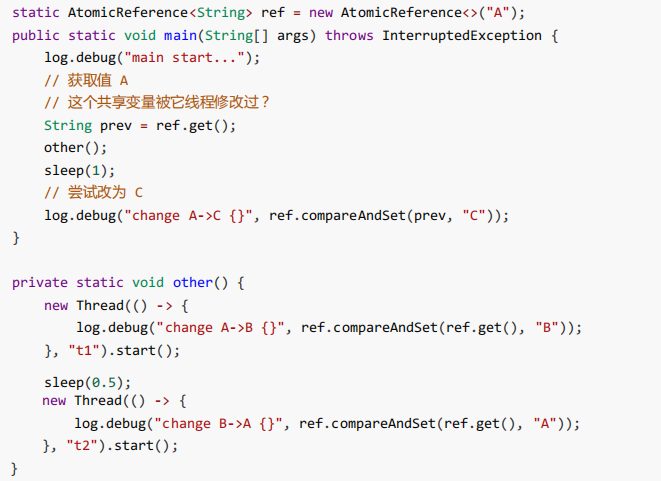 static AtomicReference<String> ref = new AtomicReference<>("A");
public static void main(String[] args) throws InterruptedException {
    log.debug("main start...");
    // 获取值 A
    // 这个共享变量被它线程修改过？
    String prev = ref.get();
    other();
    sleep(1);
    // 尝试改为 C
    log.debug("change A->C {}", ref.compareAndSet(prev, "C"));
}

private static void other() {
    new Thread(() -> {
        log.debug("change A->B {}", ref.compareAndSet(ref.get(), "B"));
    }, "t1").start();
    sleep(0.5);
    new Thread(() -> {
        log.debug("change B->A {}", ref.compareAndSet(ref.get(), "A"));
    }, "t2").start();
}